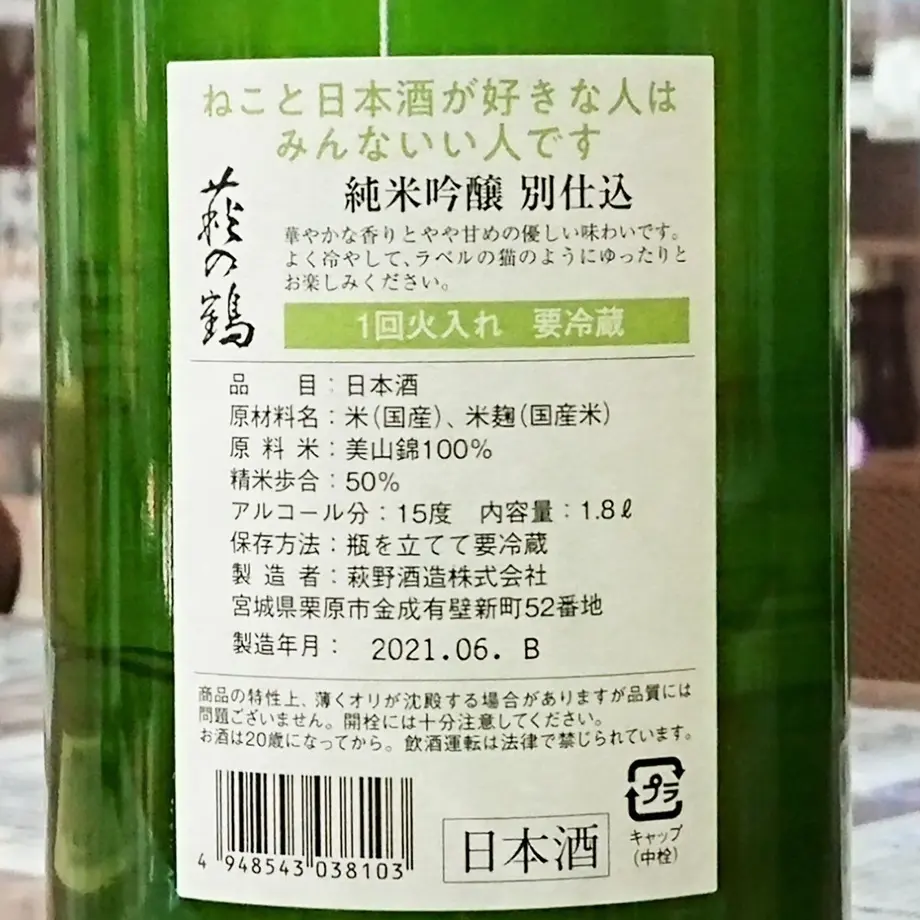 ねこと日本酒が好きな人は
みんないい人です
萩の鶴
純米吟醸 別仕込
華やかな香りとやや甘めの優しい味わいです。
よく冷やして、ラベルの猫のようにゆったりと
お楽しみください。
1回火入れ 要冷蔵
品目：日本酒
原材料名：米（国産）、米麹（国産米）
原料米：美山錦100%
精米歩合：50%
アルコール分：15度 内容量：1.8ℓ
保存方法：瓶を立てて要冷蔵
製造者：萩野酒造株式会社
宮城県栗原市金成有壁新町52番地
製造年月：2021.06. B
商品の特性上、薄くオリが沈殿する場合がありますが品質には
問題ございません。開栓には十分注意してください。
お酒は20歳になってから。飲酒運転は法律で禁じられています。
4 948543 038103
日本酒
プラ
キャップ
（中栓）